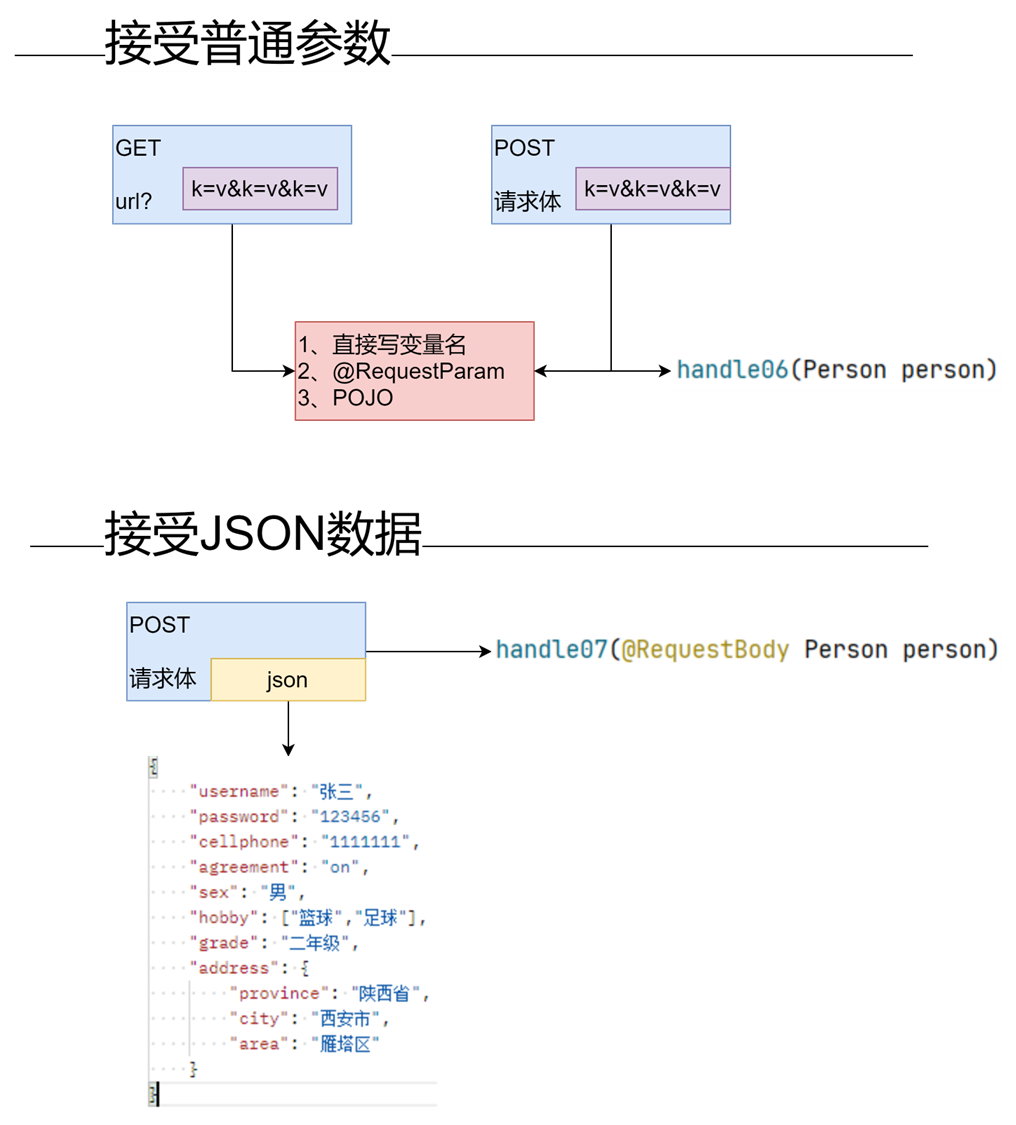 接受普通参数
GET
url?
k=v&k=v&k=v
POST
请求体
k=v&k=v&k=v
1、直接写变量名
2、@RequestParam
3、POJO
handle06(Person person)
接受JSON数据
POST
请求体
json
handle07(@RequestBody Person person)
{
"username": "张三",
"password": "123456",
"cellphone": "1111111",
"agreement": "on",
"sex": "男",
"hobby": ["篮球","足球"],
"grade": "二年级",
"address": {
"province": "陕西省",
"city": "西安市",
"area": "雁塔区"
}
}